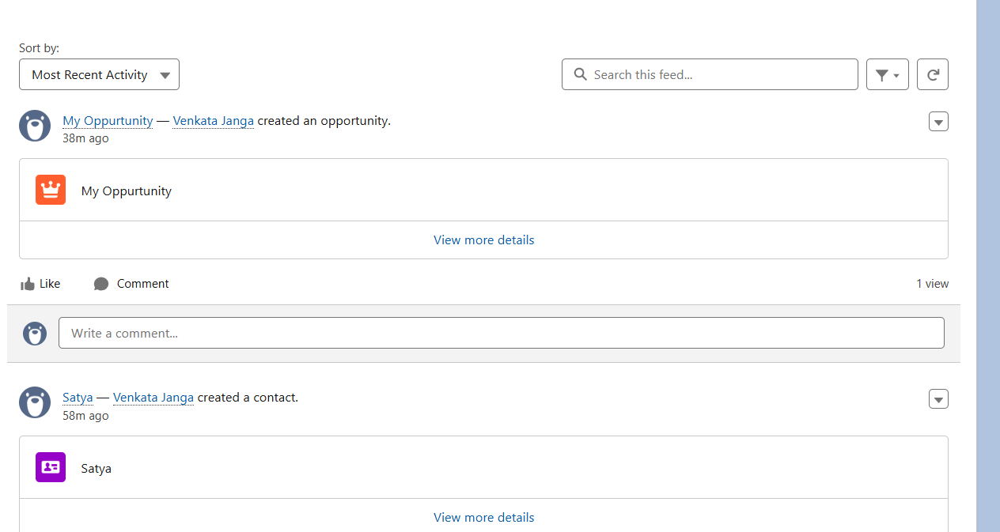 Sort by:
Most Recent Activity
Search this feed...
My Oppurtunity — Venkata Janga created an opportunity.
38m ago
My Oppurtunity
View more details
Like Comment 1 view
Write a comment...
Satya — Venkata Janga created a contact.
58m ago
Satya
View more details